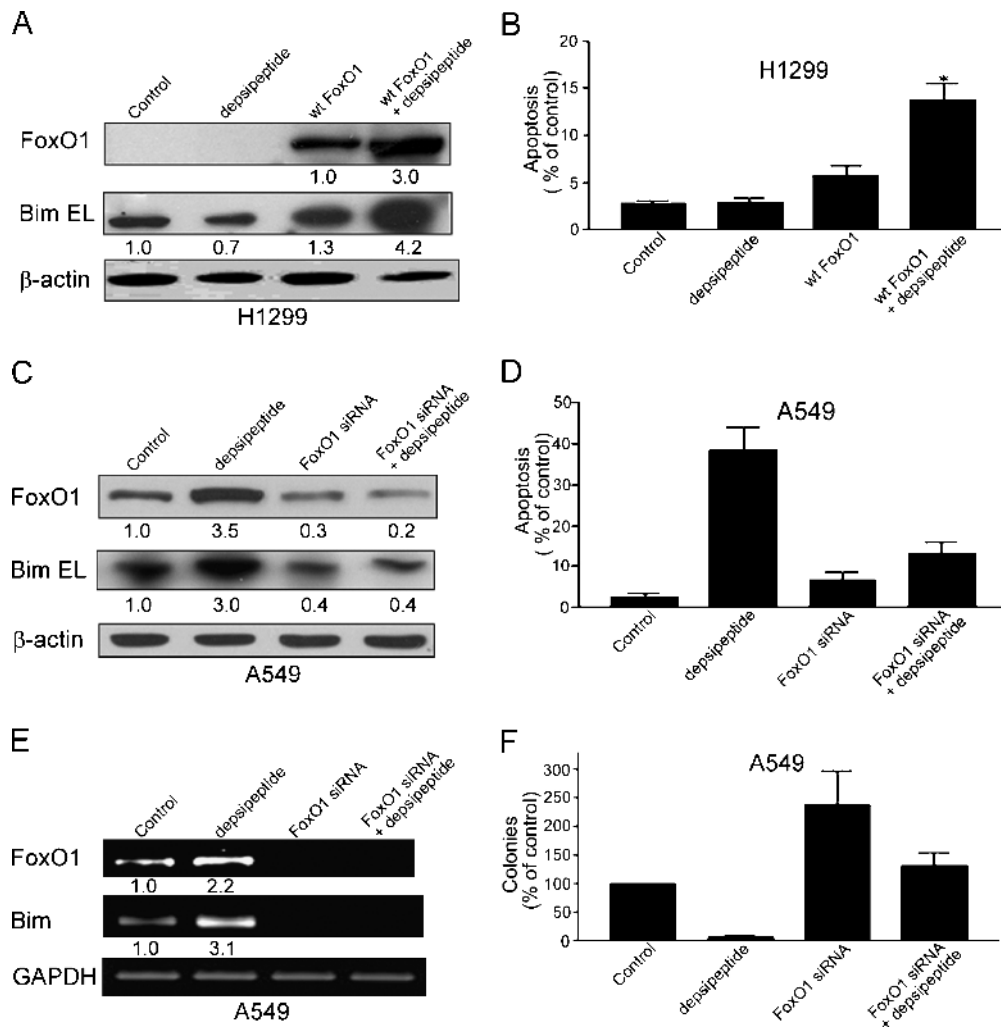 A
Control
depsipeptide
wt FoxO1
wt FoxO1
+ depsipeptide
FoxO1
1.0 3.0
Bim EL
1.0 0.7 1.3 4.2
β-actin
H1299
B
H1299
Apoptosis
( % of control)
20
15
10
5
0
*
Control
depsipeptide
wt FoxO1
wt FoxO1
+ depsipeptide
C
Control
depsipeptide
FoxO1 siRNA
FoxO1 siRNA
+ depsipeptide
FoxO1
1.0 3.5 0.3 0.2
Bim EL
1.0 3.0 0.4 0.4
β-actin
A549
D
A549
Apoptosis
( % of control)
50
40
30
20
10
0
Control
depsipeptide
FoxO1 siRNA
FoxO1 siRNA
+ depsipeptide
E
Control
depsipeptide
FoxO1 siRNA
FoxO1 siRNA
+ depsipeptide
FoxO1
1.0 2.2
Bim
1.0 3.1
GAPDH
A549
F
A549
Colonies
(% of control)
300
250
200
150
100
50
0
Control
depsipeptide
FoxO1 siRNA
FoxO1 siRNA
+ depsipeptide